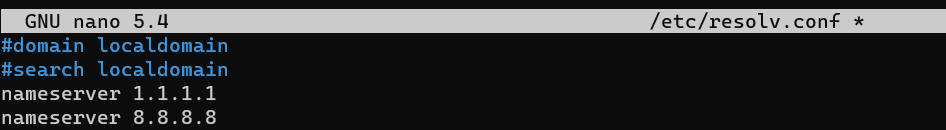 GNU nano 5.4 /etc/resolv.conf *
#domain localdomain
#search localdomain
nameserver 1.1.1.1
nameserver 8.8.8.8